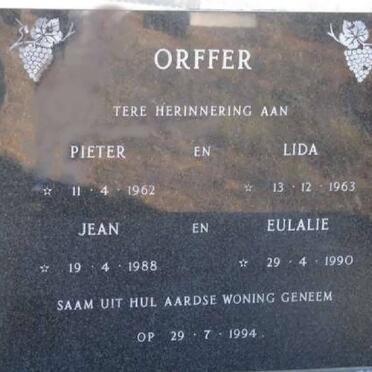 ORFFER
TERE HERINNERING AAN
PIETER EN LIDA
☆ 11 · 4 · 1962 ☆ 13 · 12 · 1963
JEAN EN EULALIE
☆ 19 · 4 · 1988 ☆ 29 · 4 · 1990
SAAM UIT HUL AARDSE WONING GENEEM
OP 29 · 7 · 1994